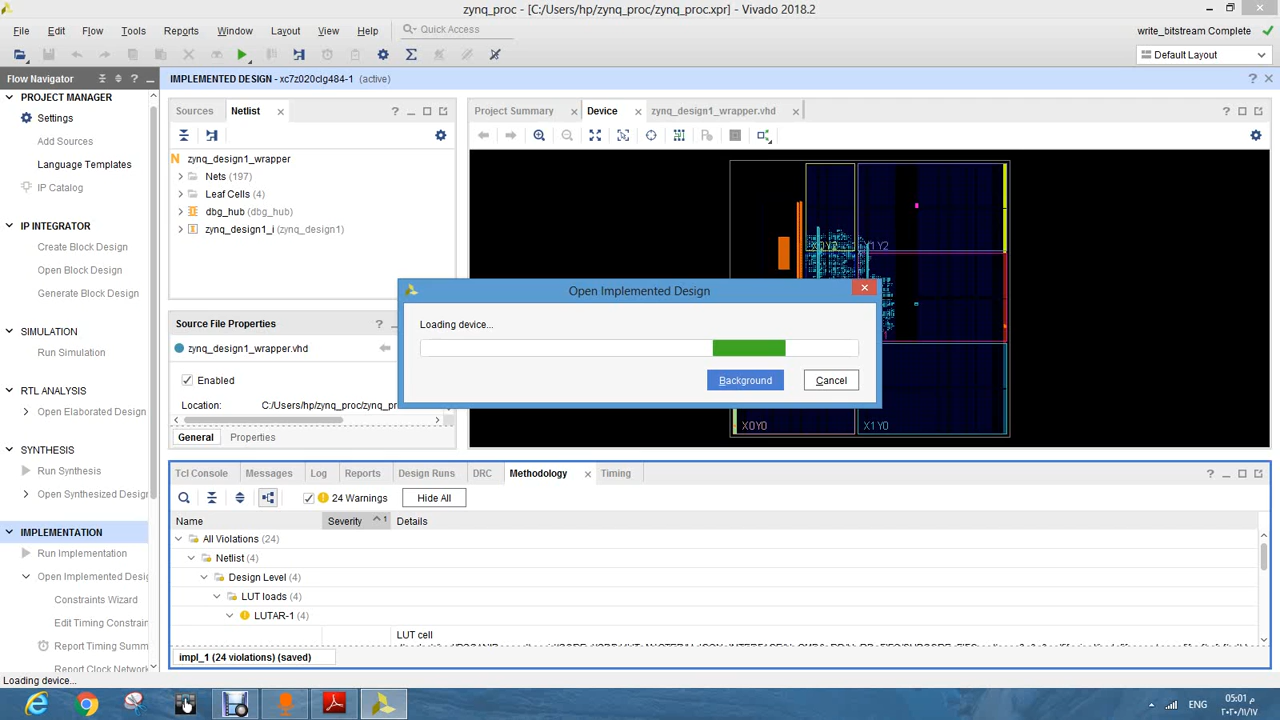 zynq_proc - [C:/Users/hp/zynq_proc/zynq_proc.xpr] - Vivado 2018.2
File Edit Flow Tools Reports Window Layout View Help Quick Access
write_bitstream Complete
Default Layout
Flow Navigator
PROJECT MANAGER
Settings
Add Sources
Language Templates
IP Catalog
IP INTEGRATOR
Create Block Design
Open Block Design
Generate Block Design
SIMULATION
Run Simulation
RTL ANALYSIS
Open Elaborated Design
SYNTHESIS
Run Synthesis
Open Synthesized Design
IMPLEMENTATION
Run Implementation
Open Implemented Desig
Constraints Wizard
Edit Timing Constrain
Report Timing Summ
Report Clock Network
IMPLEMENTED DESIGN - xc7z020clg484-1 (active)
Sources Netlist
zynq_design1_wrapper
Nets (197)
Leaf Cells (4)
dbg_hub (dbg_hub)
zynq_design1_i (zynq_design1)
Source File Properties
zynq_design1_wrapper.vhd
Enabled
Location: C:/Users/hp/zynq_proc/zynq_pr
General Properties
Project Summary Device zynq_design1_wrapper.vhd
X0Y2 X1Y2
X0Y0 X1Y0
Open Implemented Design
Loading device...
Background Cancel
Tcl Console Messages Log Reports Design Runs DRC Methodology Timing
24 Warnings Hide All
Name Severity 1 Details
All Violations (24)
Netlist (4)
Design Level (4)
LUT loads (4)
LUTAR-1 (4)
LUT cell
impl_1 (24 violations) (saved)
Loading device...
ENG
05:01 م
٢٠٢٠/١١/١٧